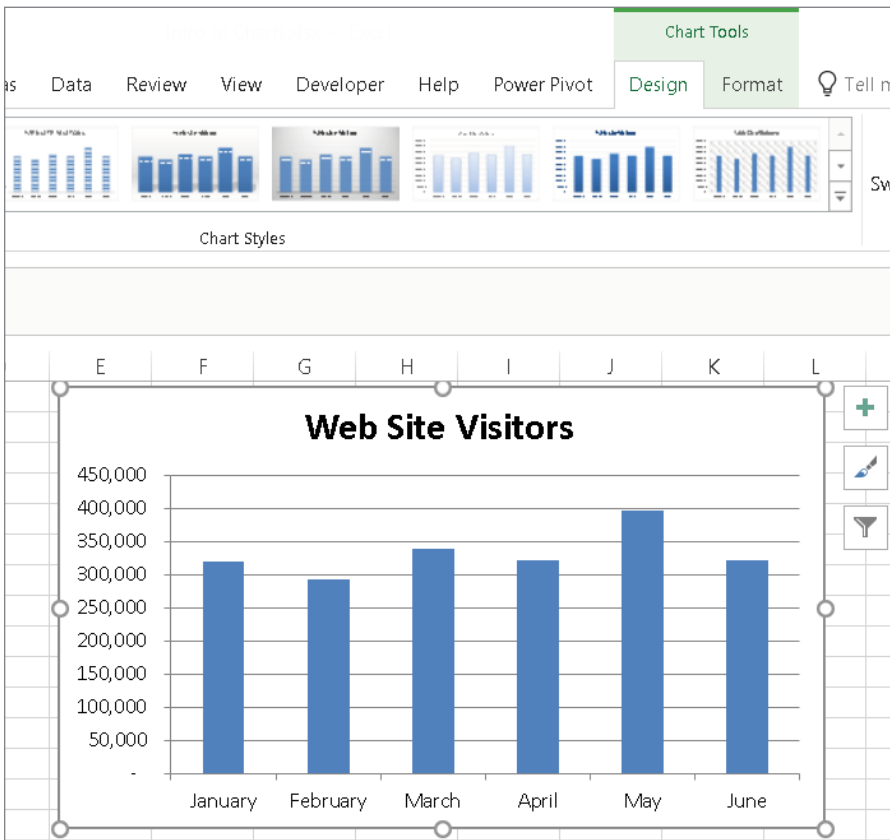 Chart Tools
as Data Review View Developer Help Power Pivot Design Format Tell m
Sw
Chart Styles
E F G H I J K L
Web Site Visitors
450,000
400,000
350,000
300,000
250,000
200,000
150,000
100,000
50,000
-
January February March April May June